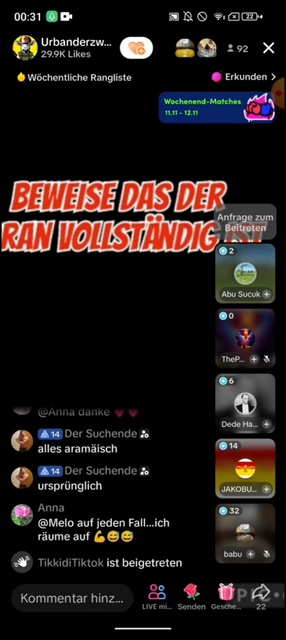 00:31
22
Urbanderzw...
29.9K Likes
92
Wöchentliche Rangliste
Erkunden >
Wochenend-Matches
11.11 - 12.11
BEWEISE DAS DER
RAN VOLLSTÄNDIG
Anfrage zum
Beitreten
2
Abu Sucuk
0
TheP...
6
Dede Ha...
14
JAKOBU...
32
babu
@Anna danke
14 Der Suchende
alles aramäisch
14 Der Suchende
ursprünglich
Anna
@Melo auf jeden Fall...ich
räume auf 💪😅😅
TikkidiTiktok ist beigetreten
Kommentar hinz...
LIVE mi...
Senden
Gesche...
22